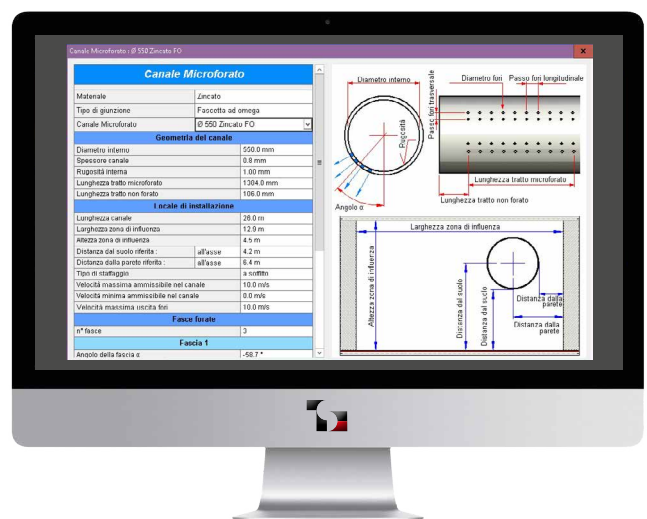 Canale Microforato : Ø 550 Zincato FO
x
Canale Microforato
Materiale Zincato
Tipo di giunzione Fascetta ad omega
Canale Microforato Ø 550 Zincato FO
Geometria del canale
Diametro interno 550.0 mm
Spessore canale 0.8 mm
Rugosità interna 1.00 mm
Lunghezza tratto microforato 1304.0 mm
Lunghezza tratto non forato 106.0 mm
Locale di installazione
Lunghezza canale 26.0 m
Larghezza zona di influenza 12.9 m
Altezza zona di influenza 4.5 m
Distanza dal suolo riferita : all'asse 4.2 m
Distanza dalla parete riferita : all'asse 6.4 m
Tipo di staffaggio a soffitto
Velocità massima ammissibile nel canale 10.0 m/s
Velocità minima ammissibile nel canale 0.0 m/s
Velocità massima uscita fori 10.0 m/s
Fasce forate
n° fasce 3
Fascia 1
Angolo della fascia α -58.7 °
Diametro interno
Rugosità
Angolo α
Passo fori trasversale
Diametro fori
Passo fori longitudinale
Lunghezza tratto microforato
Lunghezza tratto non forato
Larghezza zona di influenza
Altezza zona di influenza
Distanza dal suolo
Distanza dal suolo
Distanza dalla
parete
Distanza dalla
parete